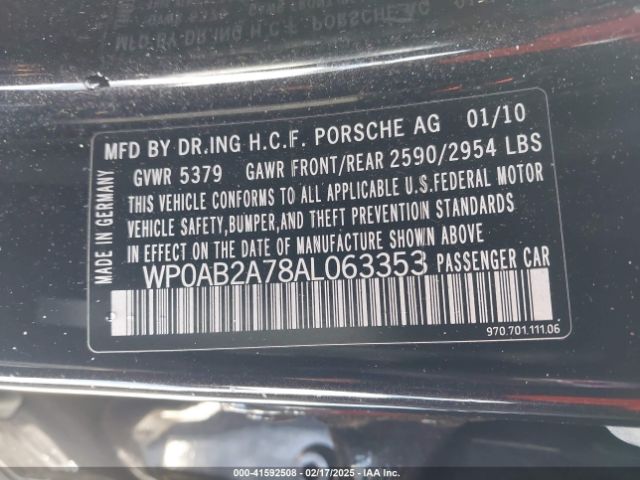 MFD BY DR.ING H.C.F. PORSCHE AG 01/10
GVWR 5379 GAWR FRONT/REAR 2590/2954 LBS
THIS VEHICLE CONFORMS TO ALL APPLICABLE U.S.FEDERAL MOTOR
VEHICLE SAFETY,BUMPER,AND THEFT PREVENTION STANDARDS
IN EFFECT ON THE DATE OF MANUFACTURE SHOWN ABOVE
WP0AB2A78AL063353 PASSENGER CAR
MADE IN GERMANY
970.701.111.06
000-41592508 - 02/17/2025 - IAA Inc.